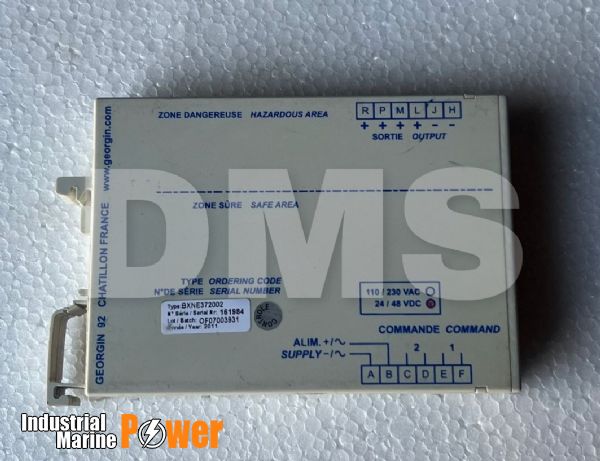 ZONE DANGEREUSE HAZARDOUS AREA
R P M L J H
+ + + + - -
SORTIE OUTPUT
ZONE SÛRE SAFE AREA
DMS
GEORGIN 92 CHATILLON FRANCE www.georgin.com
TYPE ORDERING CODE
N°DE SÉRIE SERIAL NUMBER
Type: BXNE372002
N° Série / Serial Nr: 161984
Lot / Batch: OF07003931
Année / Year: 2011
CONTROLE
110 / 230 VAC
24 / 48 VDC
COMMANDE COMMAND
ALIM. +/~
2 1
SUPPLY -/~
A B C D E F
Industrial
Marine Power